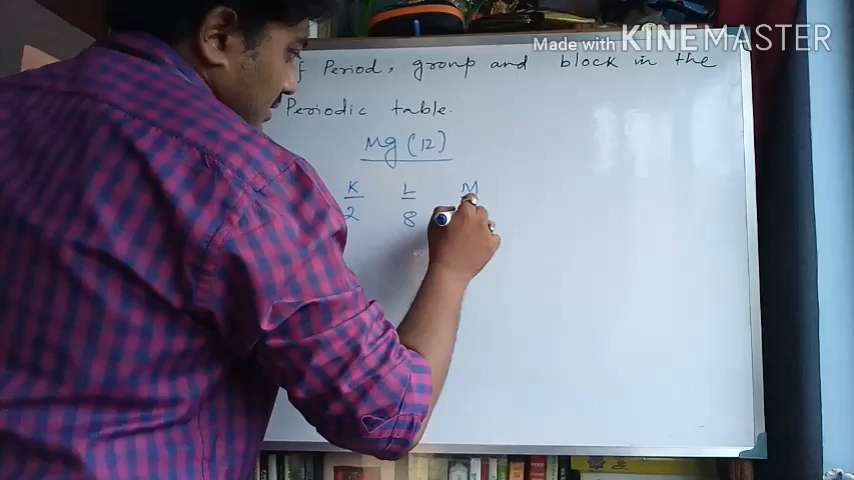 Made with KINEMASTER
f Period, group and block in the
Periodic table.
Mg (12)
K L M
2 8